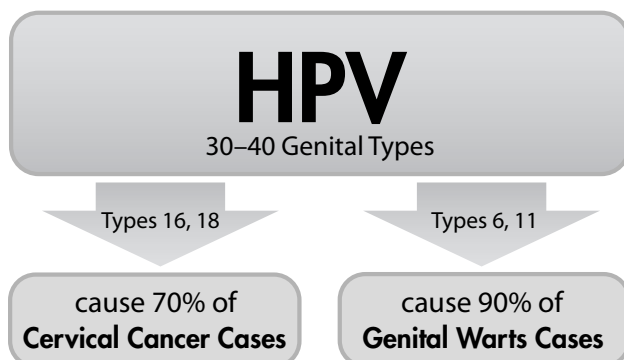 HPV
30–40 Genital Types
Types 16, 18
Types 6, 11
cause 70% of
Cervical Cancer Cases
cause 90% of
Genital Warts Cases